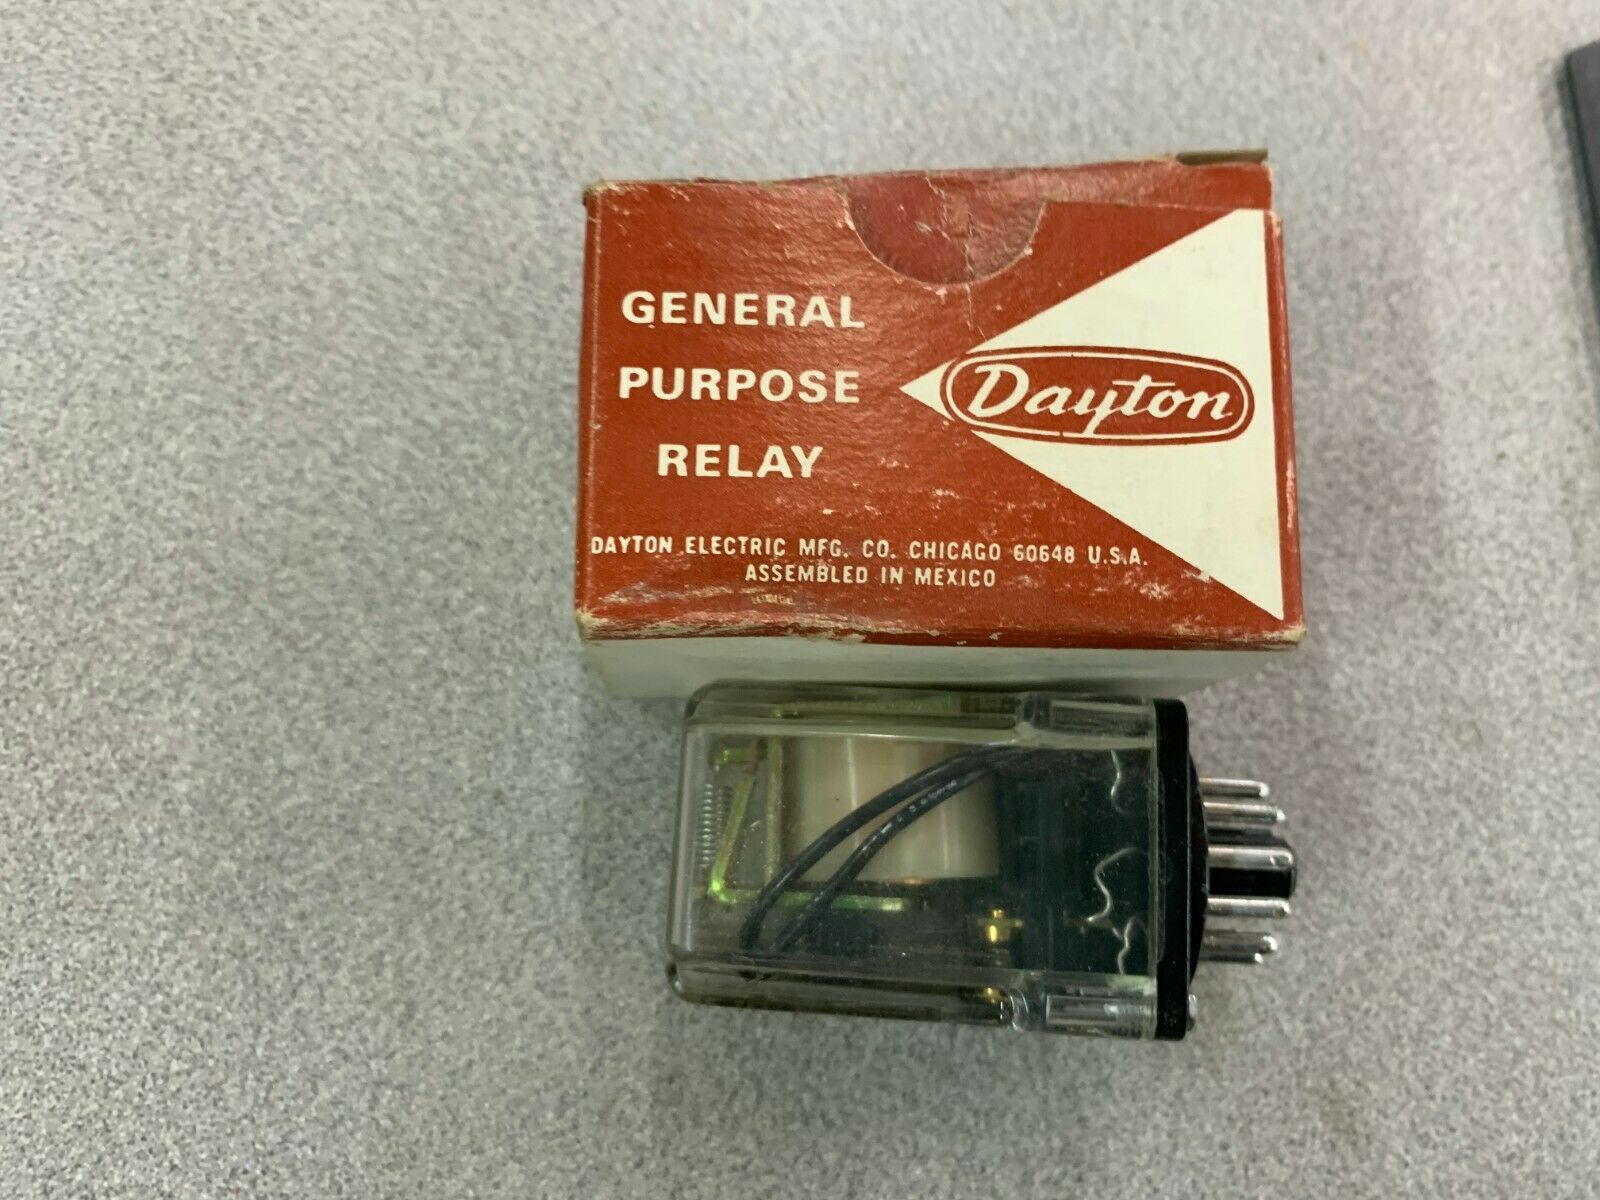 GENERAL
PURPOSE
RELAY
Dayton
DAYTON ELECTRIC MFG. CO. CHICAGO 60648 U.S.A.
ASSEMBLED IN MEXICO